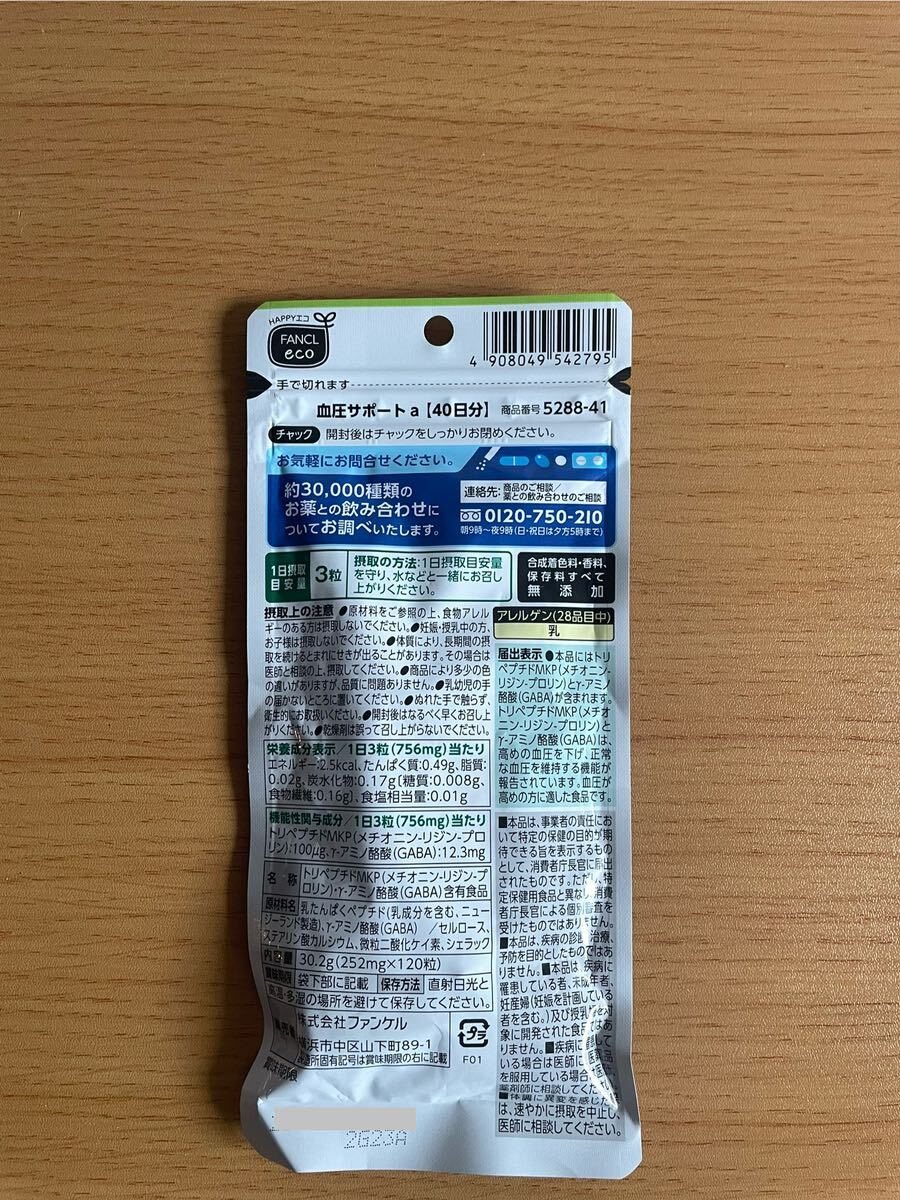 HAPPYエコ
FANCL
eco
4 908049 542795
手で切れます
血圧サポートa【40日分】 商品番号 5288-41
チャック 開封後はチャックをしっかりお閉めください。
お気軽にお問合せください。
約30,000種類の
お薬との飲み合わせに
ついてお調べいたします。
連絡先: 商品のご相談/
薬との飲み合わせのご相談
0120-750-210
朝9時～夜9時(日・祝日は夕方5時まで)
1日摂取
目安量
3粒
摂取の方法:1日摂取目安量
を守り、水などと一緒にお召し
上がりください。
合成着色料・香料、
保存料すべて
無添加
摂取上の注意 ●原材料をご参照の上、食物アレル
ギーのある方は摂取しないでください。●妊娠・授乳中の方、
お子様は摂取しないでください。●体質により、長期間の摂
取を続けるとまれにせきが出ることがあります。その場合は
医師と相談の上、摂取してください。●商品により多少の色
の違いがありますが、品質に問題ありません。●乳幼児の手
の届かないところに置いてください。●ぬれた手で触らず、
衛生的にお取扱いください。●開封後はなるべく早くお召し上
がりください。●乾燥剤は誤って召し上がらないでください。
栄養成分表示/1日3粒(756mg)当たり
エネルギー:2.5kcal、たんぱく質:0.49g、脂質:
0.02g、炭水化物:0.17g〔糖質:0.008g、
食物繊維:0.16g〕、食塩相当量:0.01g
機能性関与成分/1日3粒(756mg)当たり
トリペプチドMKP(メチオニン-リジン-プロ
リン):100μg、γ-アミノ酪酸(GABA):12.3mg
名 称 トリペプチドMKP(メチオニン-リジン-プ
ロリン)・γ-アミノ酪酸(GABA)含有食品
原材料名 乳たんぱくペプチド(乳成分を含む、ニュー
ジーランド製造)、γ-アミノ酪酸(GABA) /セルロース、
ステアリン酸カルシウム、微粒二酸化ケイ素、シェラック
内容量 30.2g(252mg×120粒)
賞味期限 袋下部に記載 保存方法 直射日光と
高温・多湿の場所を避けて保存してください。
販売者 株式会社ファンケル
横浜市中区山下町89-1
製造所固有記号は賞味期限の右に記載
プラ
F01
賞味期限
2G23A
アレルゲン(28品目中)
乳
届出表示 ●本品にはトリ
ペプチドMKP(メチオニン-
リジン-プロリン)とγ-アミノ
酪酸(GABA)が含まれます。
トリペプチドMKP(メチオ
ニン-リジン-プロリン)と
γ-アミノ酪酸(GABA)は、
高めの血圧を下げ、正常
な血圧を維持する機能が
報告されています。血圧が
高めの方に適した食品です。
■本品は、事業者の責任にお
いて特定の保健の目的が期
待できる旨を表示するもの
として、消費者庁長官に届出
されたものです。ただし、特
定保健用食品と異なり、消費
者庁長官による個別審査を
受けたものではありません。
■本品は、疾病の診断、治療、
予防を目的としたものではあ
りません。■本品は、疾病に
罹患している者、未成年者、
妊産婦(妊娠を計画している
者を含む。)及び授乳婦を対
象に開発された食品ではあ
りません。■疾病に罹患して
いる場合は医師に、医薬品
を服用している場合は医師、
薬剤師に相談してください。
■体調に異変を感じた際
は、速やかに摂取を中止し、
医師に相談してください。